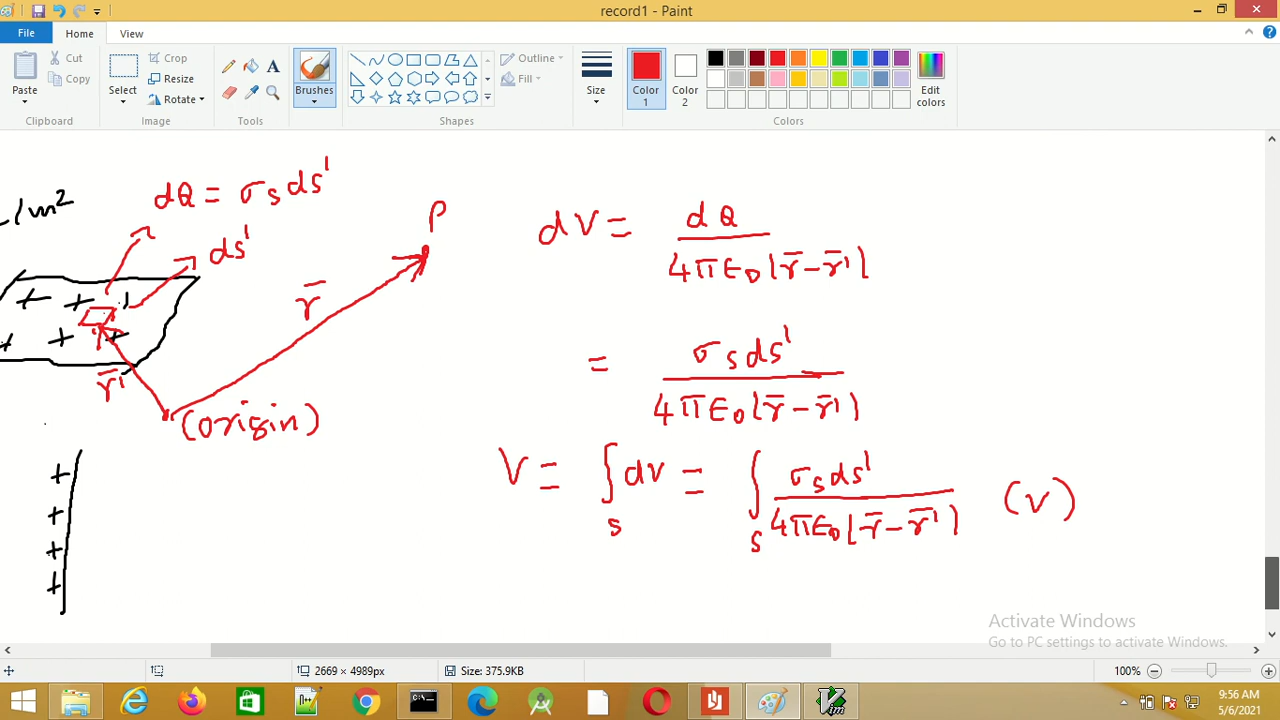 record1 - Paint
File
Home
View
Paste
Cut
Copy
Clipboard
Select
Crop
Resize
Rotate
Image
Tools
Brushes
Shapes
Outline
Fill
Size
Color 1
Color 2
Edit colors
Colors
/m²
dQ = σs ds'
ds'
P
r̄
r̄'
(origin)
dV = dQ / 4πε₀|r̄-r̄'|
= σs ds' / 4πε₀|r̄-r̄'|
V = ∫s dV = ∫s σs ds' / 4πε₀|r̄-r̄'| (V)
+ + +
+ + +
+
+
+
+
Activate Windows
Go to PC settings to activate Windows.
2669 × 4989px
Size: 375.9KB
100%
9:56 AM
5/6/2021